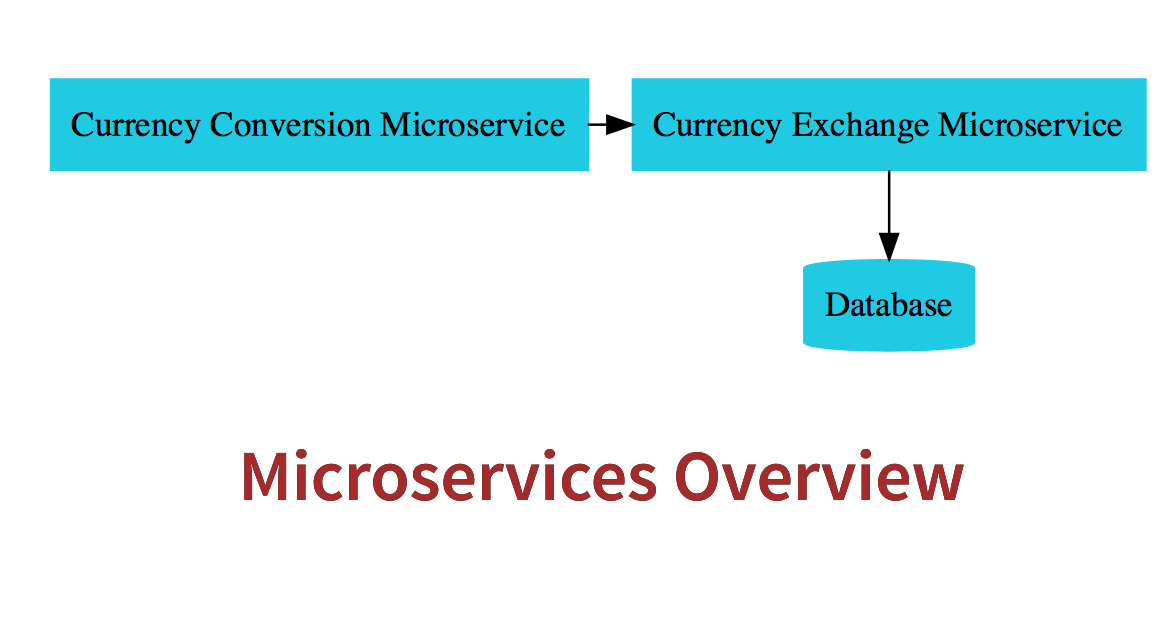 Currency Conversion Microservice
Currency Exchange Microservice
Database
Microservices Overview